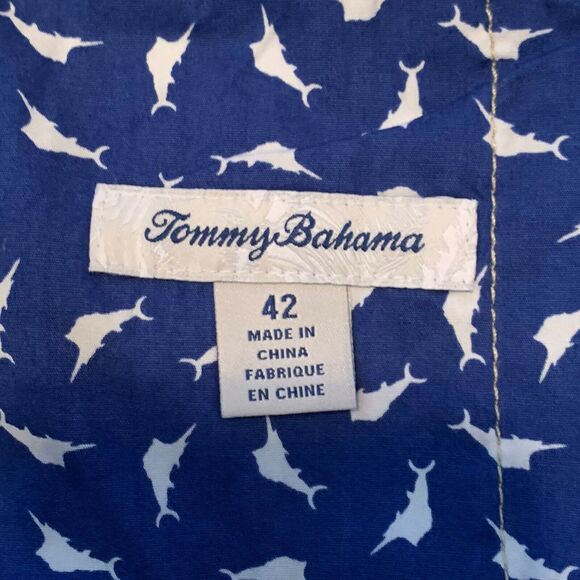 Tommy Bahama
42
MADE IN
CHINA
FABRIQUE
EN CHINE